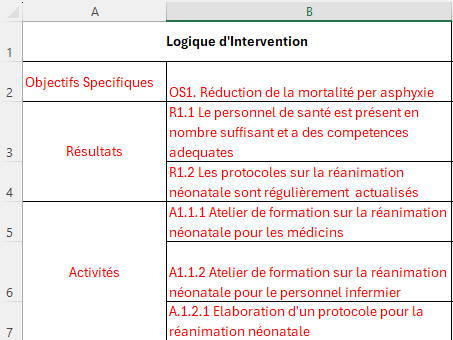 A B
1 Logique d'Intervention
2 Objectifs Specifiques OS1. Réduction de la mortalité per asphyxie
R1.1 Le personnel de santé est présent en
nombre suffisant et a des competences
3 Résultats adequates
R1.2 Les protocoles sur la réanimation
4 néonatale sont régulièrement actualisés
A1.1.1 Atelier de formation sur la réanimation
5 néonatale pour les médicins
Activités A1.1.2 Atelier de formation sur la réanimation
6 néonatale pour le personnel infermier
A.1.2.1 Elaboration d'un protocole pour la
7 réanimation néonatale